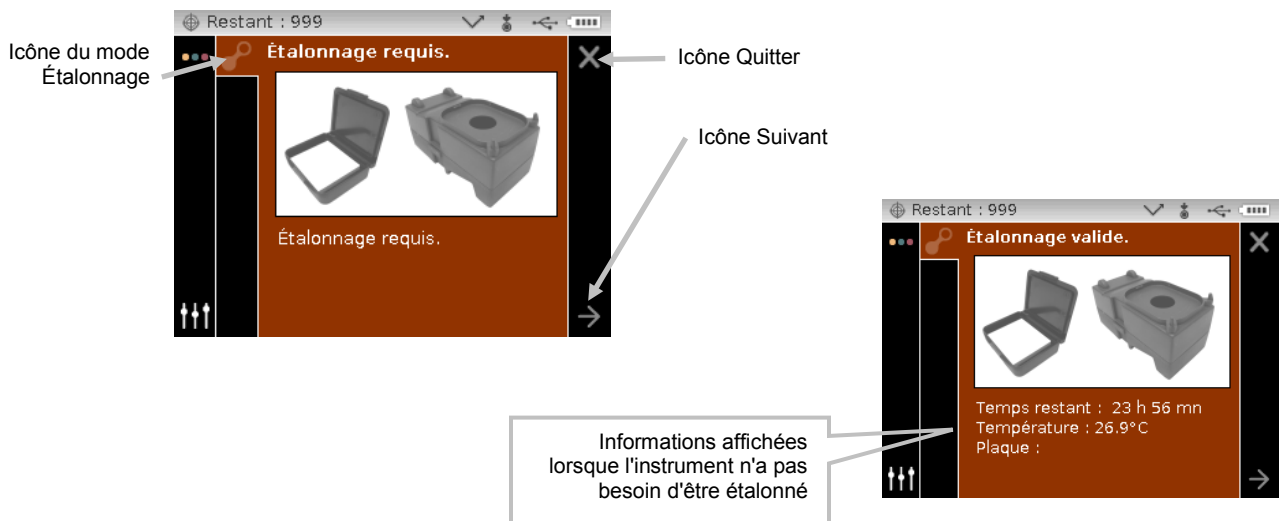 Restant : 999
Icône du mode
Étalonnage
Étalonnage requis.
Icône Quitter
Icône Suivant
Étalonnage requis.
Restant : 999
Étalonnage valide.
Temps restant : 23 h 56 mn
Température : 26.9°C
Plaque :
Informations affichées
lorsque l'instrument n'a pas
besoin d'être étalonné